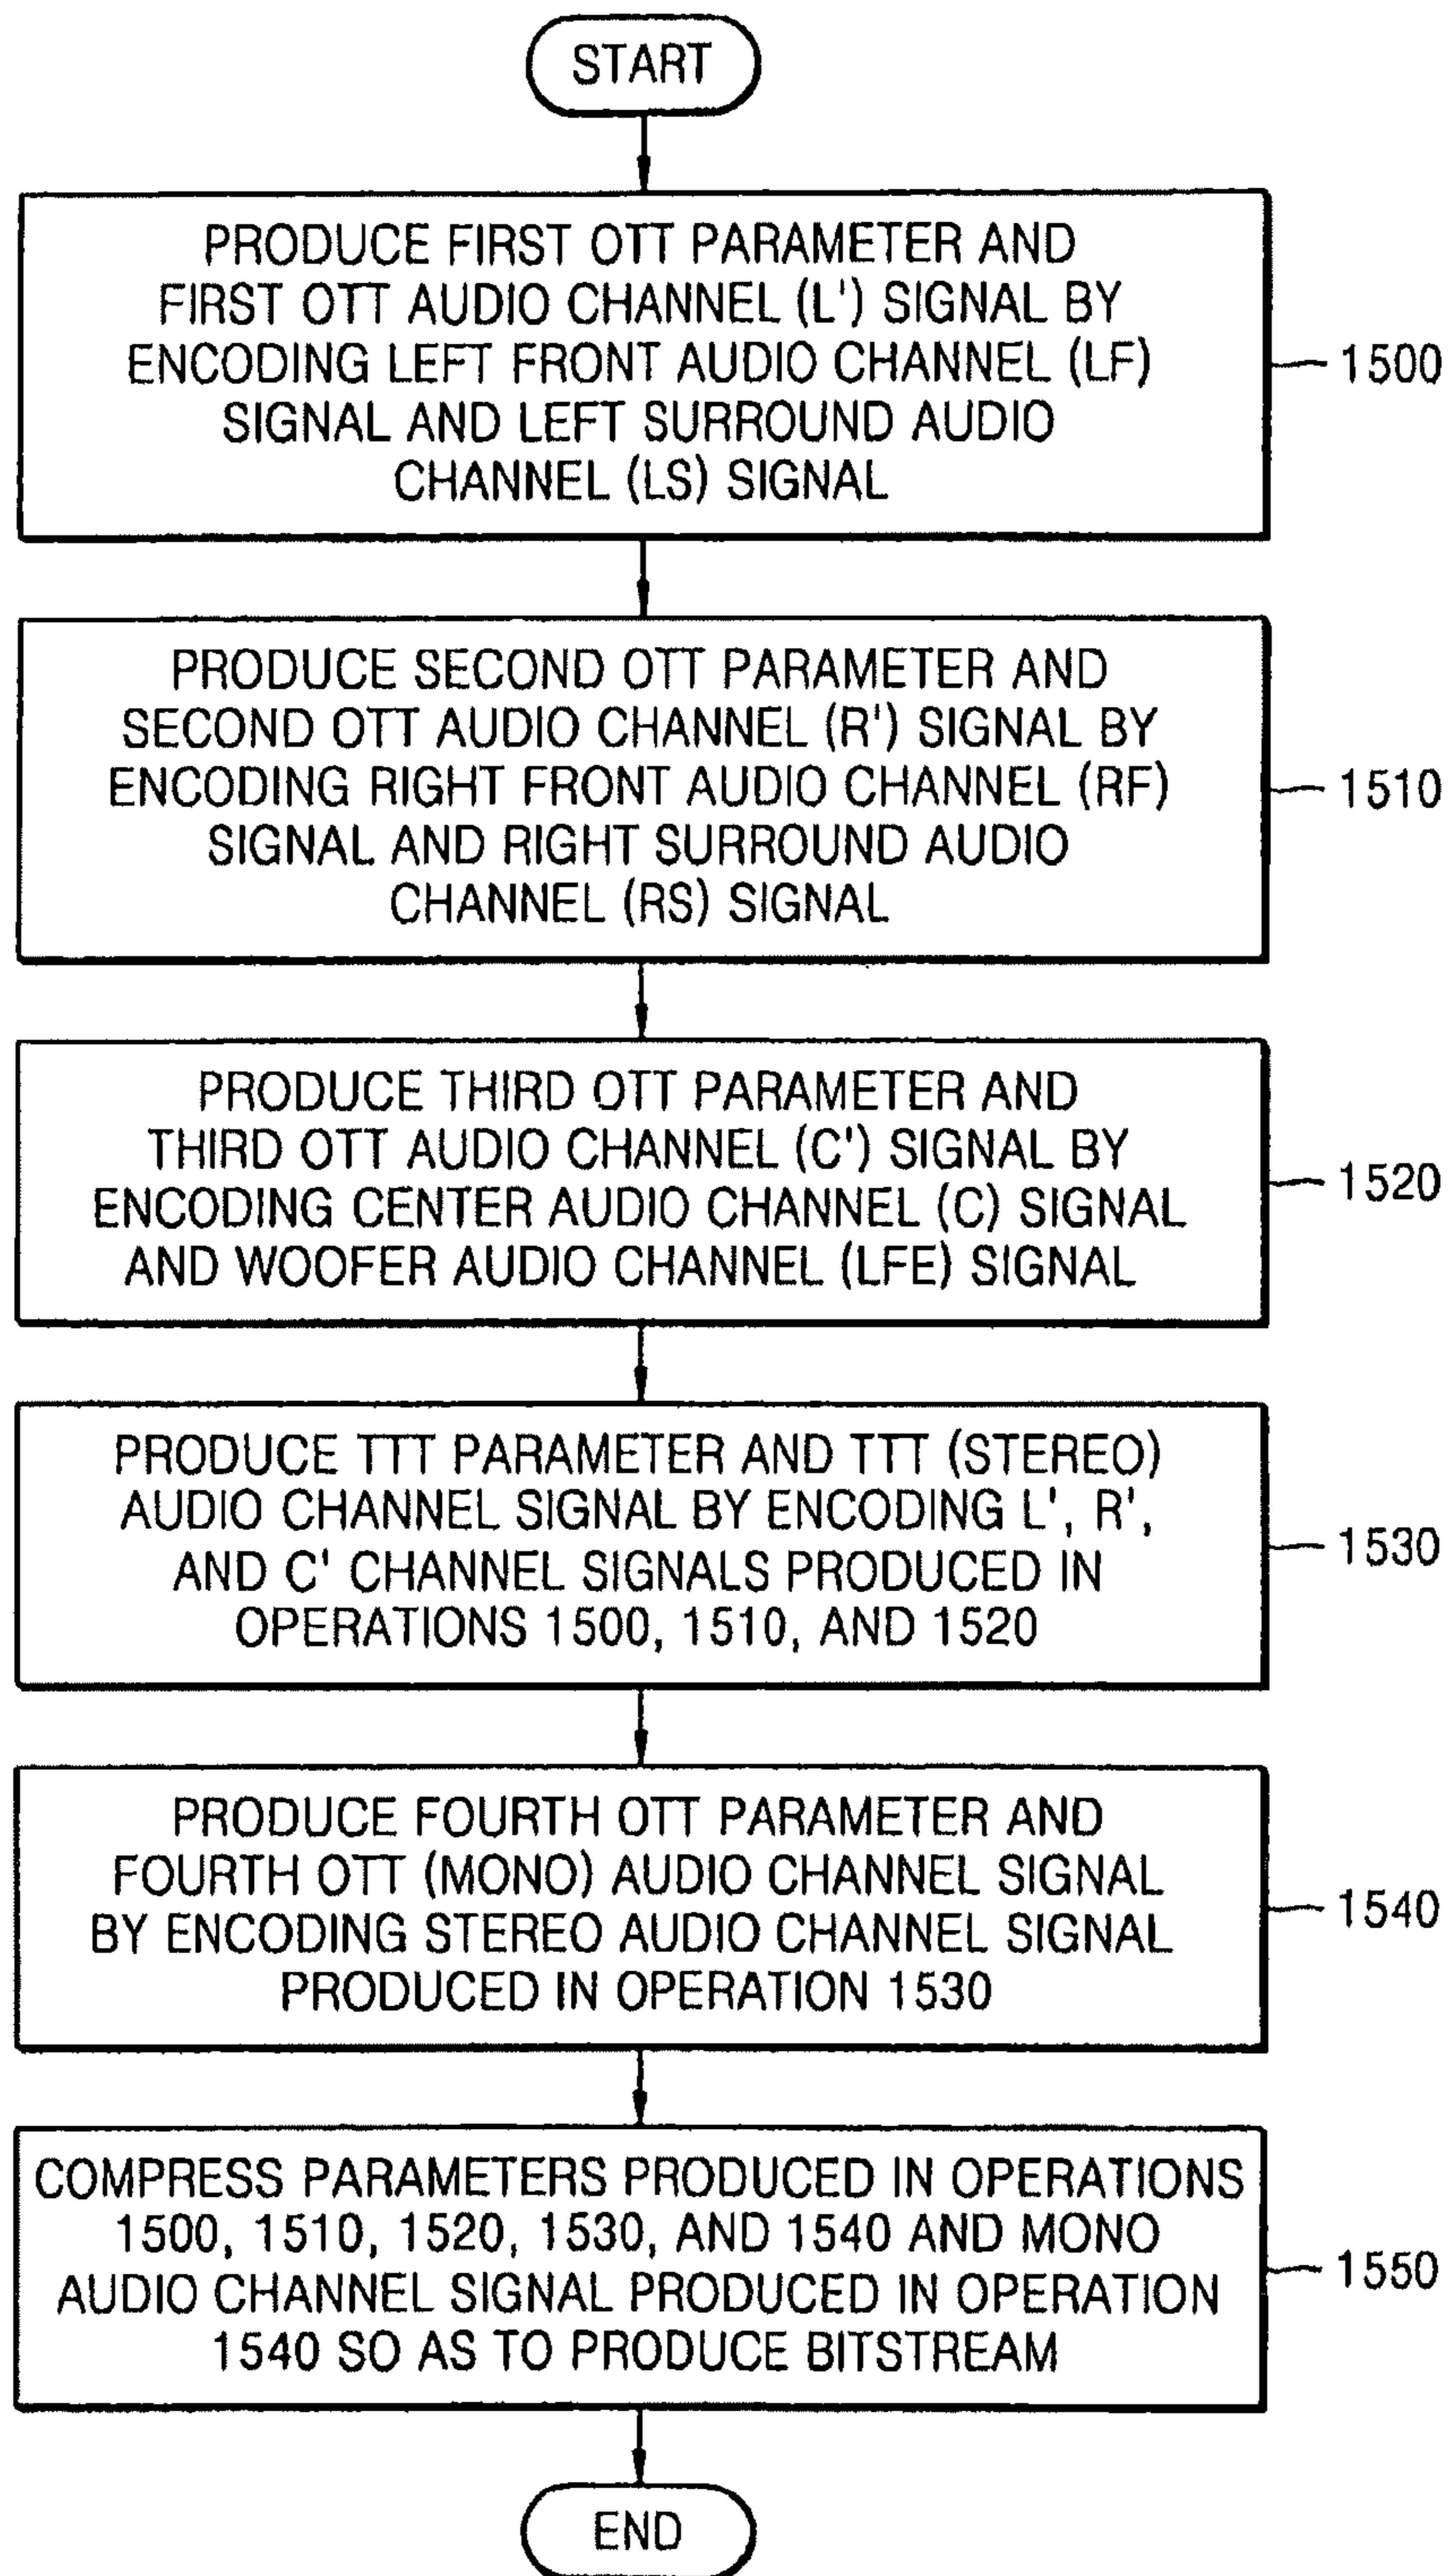 START
PRODUCE FIRST OTT PARAMETER AND
FIRST OTT AUDIO CHANNEL (L') SIGNAL BY
ENCODING LEFT FRONT AUDIO CHANNEL (LF)
SIGNAL AND LEFT SURROUND AUDIO
CHANNEL (LS) SIGNAL
1500
PRODUCE SECOND OTT PARAMETER AND
SECOND OTT AUDIO CHANNEL (R') SIGNAL BY
ENCODING RIGHT FRONT AUDIO CHANNEL (RF)
SIGNAL AND RIGHT SURROUND AUDIO
CHANNEL (RS) SIGNAL
1510
PRODUCE THIRD OTT PARAMETER AND
THIRD OTT AUDIO CHANNEL (C') SIGNAL BY
ENCODING CENTER AUDIO CHANNEL (C) SIGNAL
AND WOOFER AUDIO CHANNEL (LFE) SIGNAL
1520
PRODUCE TTT PARAMETER AND TTT (STEREO)
AUDIO CHANNEL SIGNAL BY ENCODING L', R',
AND C' CHANNEL SIGNALS PRODUCED IN
OPERATIONS 1500, 1510, AND 1520
1530
PRODUCE FOURTH OTT PARAMETER AND
FOURTH OTT (MONO) AUDIO CHANNEL SIGNAL
BY ENCODING STEREO AUDIO CHANNEL SIGNAL
PRODUCED IN OPERATION 1530
1540
COMPRESS PARAMETERS PRODUCED IN OPERATIONS
1500, 1510, 1520, 1530, AND 1540 AND MONO
AUDIO CHANNEL SIGNAL PRODUCED IN OPERATION
1540 SO AS TO PRODUCE BITSTREAM
1550
END